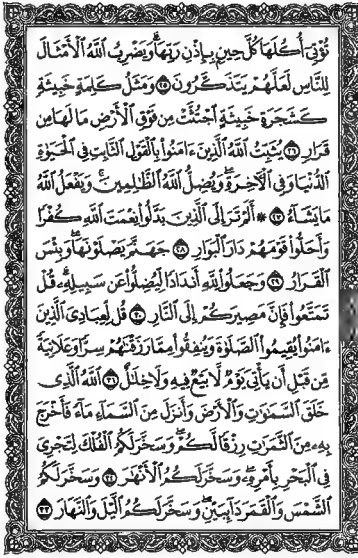 تُؤْتِىٓ أُكُلَهَا كُلَّ حِينٍۭ بِإِذْنِ رَبِّهَا ۗ وَيَضْرِبُ ٱللَّهُ ٱلْأَمْثَالَ
لِلنَّاسِ لَعَلَّهُمْ يَتَذَكَّرُونَ ٢٥ وَمَثَلُ كَلِمَةٍ خَبِيثَةٍ
كَشَجَرَةٍ خَبِيثَةٍ ٱجْتُثَّتْ مِن فَوْقِ ٱلْأَرْضِ مَا لَهَا مِن
قَرَارٍ ٢٦ يُثَبِّتُ ٱللَّهُ ٱلَّذِينَ ءَامَنُوا۟ بِٱلْقَوْلِ ٱلثَّابِتِ فِى ٱلْحَيَوٰةِ
ٱلدُّنْيَا وَفِى ٱلْـَٔاخِرَةِ ۖ وَيُضِلُّ ٱللَّهُ ٱلظَّـٰلِمِينَ ۚ وَيَفْعَلُ ٱللَّهُ
مَا يَشَآءُ ٢٧ ۞ أَلَمْ تَرَ إِلَى ٱلَّذِينَ بَدَّلُوا۟ نِعْمَتَ ٱللَّهِ كُفْرًا
وَأَحَلُّوا۟ قَوْمَهُمْ دَارَ ٱلْبَوَارِ ٢٨ جَهَنَّمَ يَصْلَوْنَهَا ۖ وَبِئْسَ
ٱلْقَرَارُ ٢٩ وَجَعَلُوا۟ لِلَّهِ أَندَادًا لِّيُضِلُّوا۟ عَن سَبِيلِهِۦ ۗ قُلْ
تَمَتَّعُوا۟ فَإِنَّ مَصِيرَكُمْ إِلَى ٱلنَّارِ ٣٠ قُل لِّعِبَادِىَ ٱلَّذِينَ
ءَامَنُوا۟ يُقِيمُوا۟ ٱلصَّلَوٰةَ وَيُنفِقُوا۟ مِمَّا رَزَقْنَـٰهُمْ سِرًّا وَعَلَانِيَةً
مِّن قَبْلِ أَن يَأْتِىَ يَوْمٌ لَّا بَيْعٌ فِيهِ وَلَا خِلَـٰلٌ ٣١ ٱللَّهُ ٱلَّذِى
خَلَقَ ٱلسَّمَـٰوَٰتِ وَٱلْأَرْضَ وَأَنزَلَ مِنَ ٱلسَّمَآءِ مَآءً فَأَخْرَجَ
بِهِۦ مِنَ ٱلثَّمَرَٰتِ رِزْقًا لَّكُمْ ۖ وَسَخَّرَ لَكُمُ ٱلْفُلْكَ لِتَجْرِىَ
فِى ٱلْبَحْرِ بِأَمْرِهِۦ ۖ وَسَخَّرَ لَكُمُ ٱلْأَنْهَـٰرَ ٣٢ وَسَخَّرَ لَكُمُ
ٱلشَّمْسَ وَٱلْقَمَرَ دَآئِبَيْنِ ۖ وَسَخَّرَ لَكُمُ ٱلَّيْلَ وَٱلنَّهَارَ ٣٣